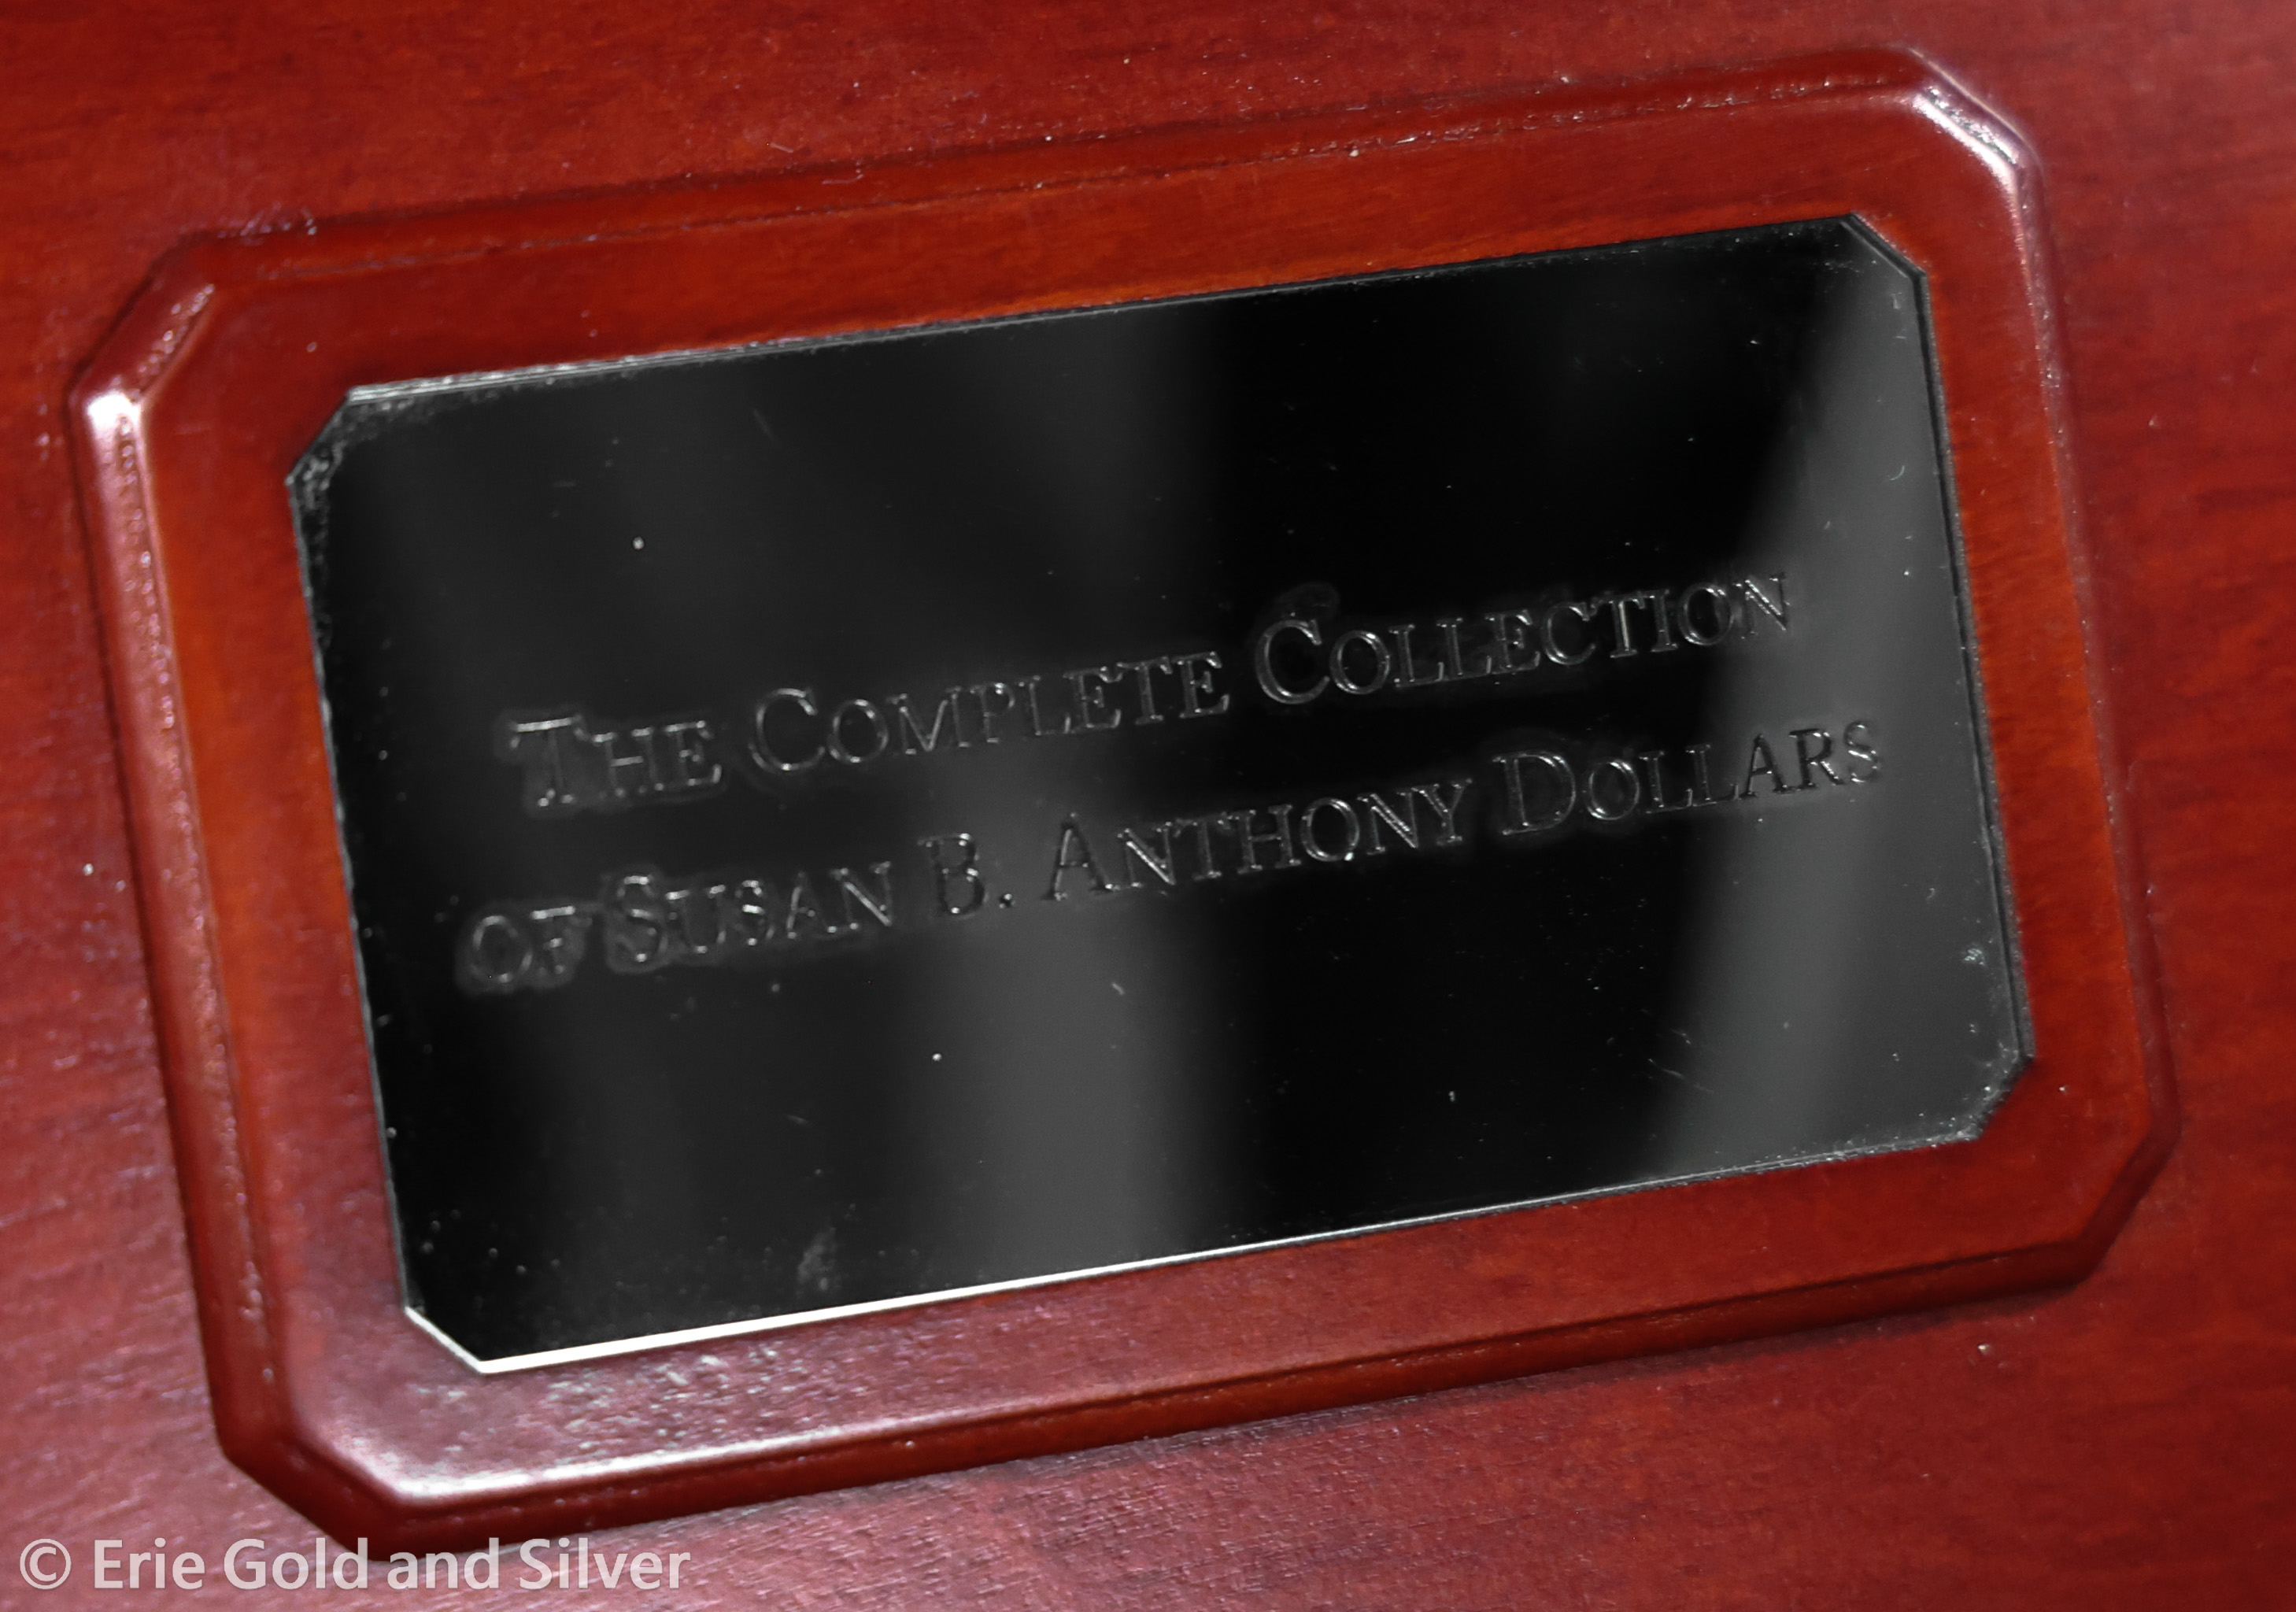 The Complete Collection
of Susan B. Anthony Dollars
© Erie Gold and Silver